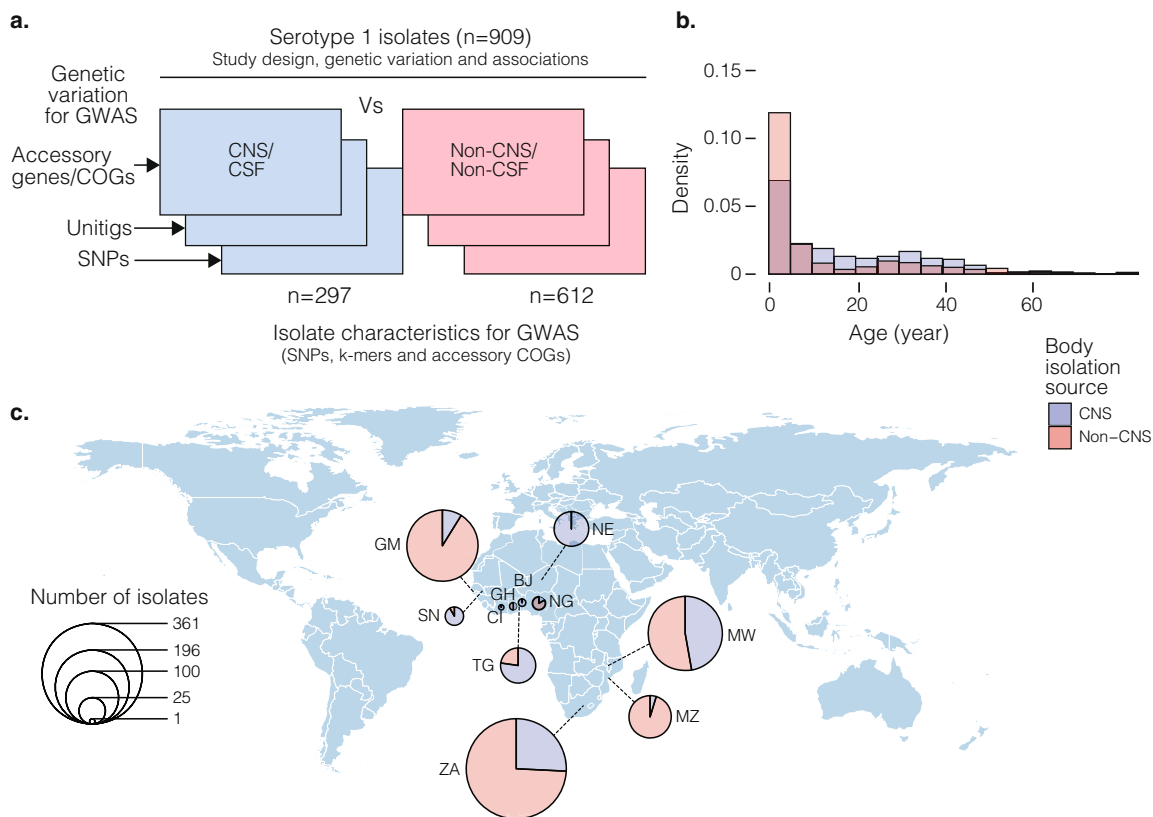 a.
Serotype 1 isolates (n=909)
Study design, genetic variation and associations
Genetic
variation
for GWAS
Vs
Accessory
genes/COGs
CNS/
CSF
Non-CNS/
Non-CSF
Unitigs
SNPs
n=297
n=612
Isolate characteristics for GWAS
(SNPs, k-mers and accessory COGs)
b.
0.15
0.10
0.05
0
Density
0
20
40
60
Age (year)
Body
isolation
source
CNS
Non−CNS
c.
GM
NE
BJ
GH
NG
SN
CI
TG
MW
MZ
ZA
Number of isolates
361
196
100
25
1